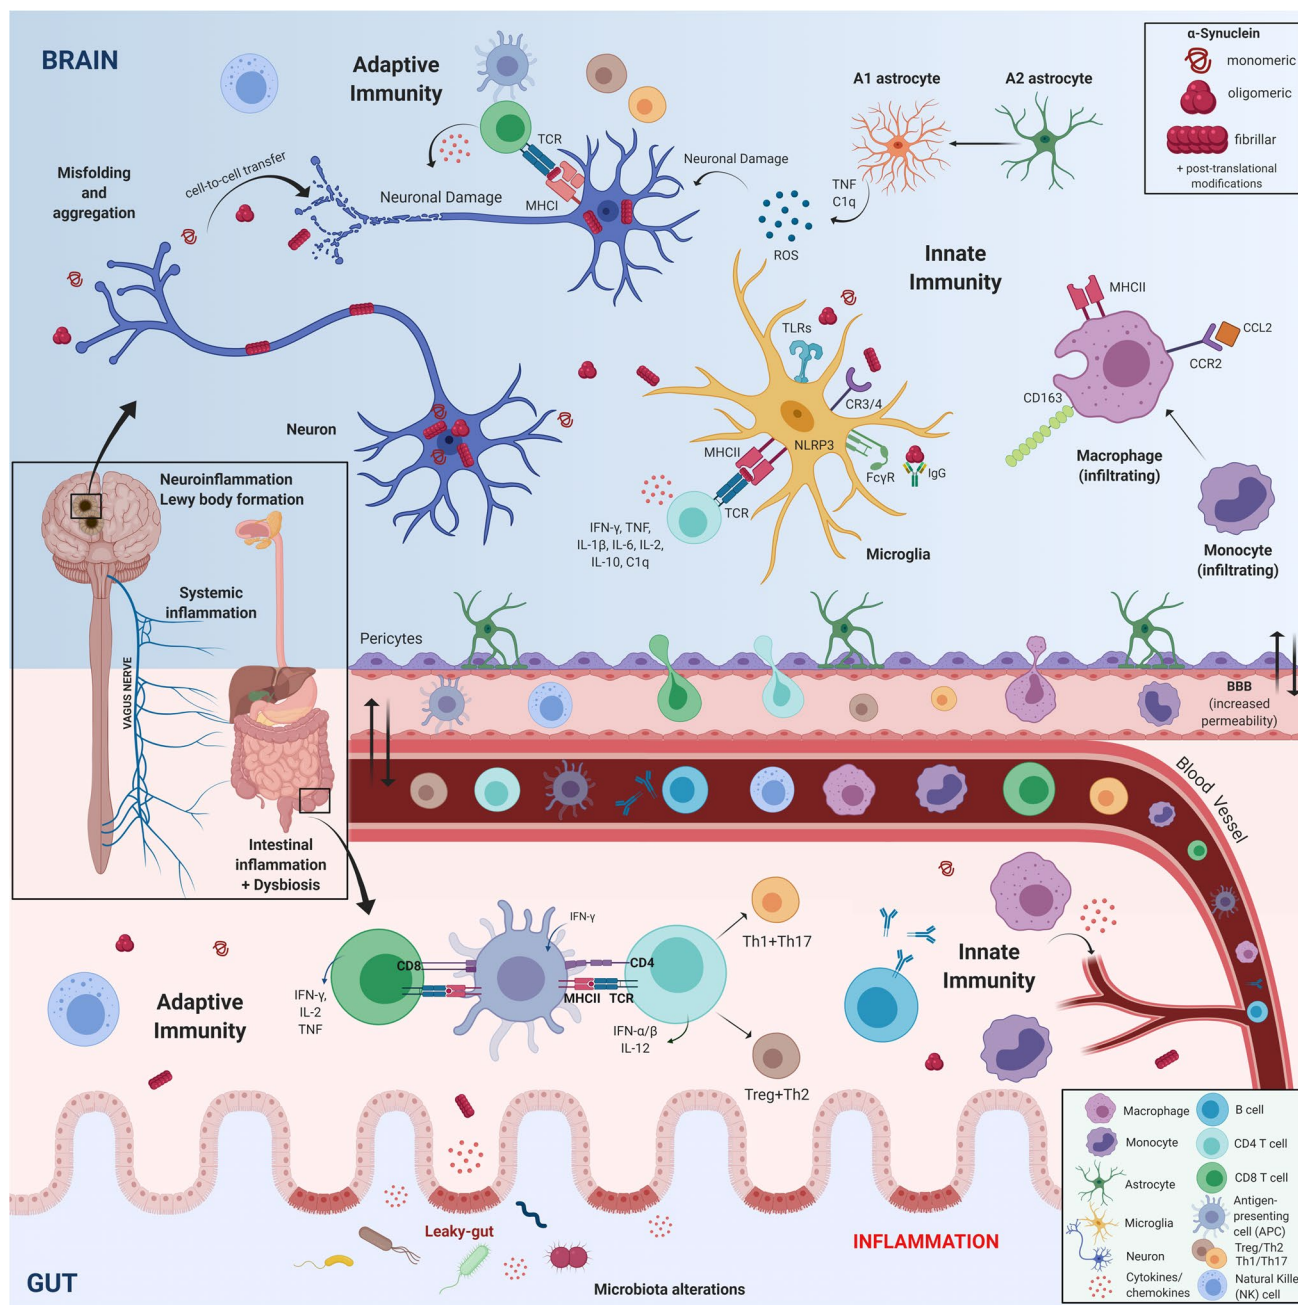 BRAIN
Adaptive
Immunity
TCR
MHCI
Neuronal Damage
cell-to-cell transfer
Misfolding
and
aggregation
Neuronal Damage
A1 astrocyte
A2 astrocyte
TNF
C1q
ROS
α-Synuclein
monomeric
oligomeric
fibrillar
+ post-translational
modifications
Innate
Immunity
TLRs
CR3/4
NLRP3
MHCII
FcγR
IgG
TCR
IFN-γ, TNF,
IL-1β, IL-6, IL-2,
IL-10, C1q
Microglia
MHCII
CCL2
CCR2
CD163
Macrophage
(infiltrating)
Monocyte
(infiltrating)
Neuron
Neuroinflammation
Lewy body formation
Systemic
inflammation
VAGUS NERVE
Intestinal
inflammation
+ Dysbiosis
Pericytes
BBB
(increased
permeability)
Blood Vessel
IFN-γ
CD8
CD4
MHCII
TCR
IFN-γ,
IL-2
TNF
IFN-α/β
IL-12
Th1+Th17
Treg+Th2
Adaptive
Immunity
Innate
Immunity
Leaky-gut
INFLAMMATION
Microbiota alterations
GUT
Macrophage
B cell
Monocyte
CD4 T cell
Astrocyte
CD8 T cell
Microglia
Antigen-
presenting
cell (APC)
Neuron
Treg/Th2
Th1/Th17
Cytokines/
chemokines
Natural Kille
(NK) cell